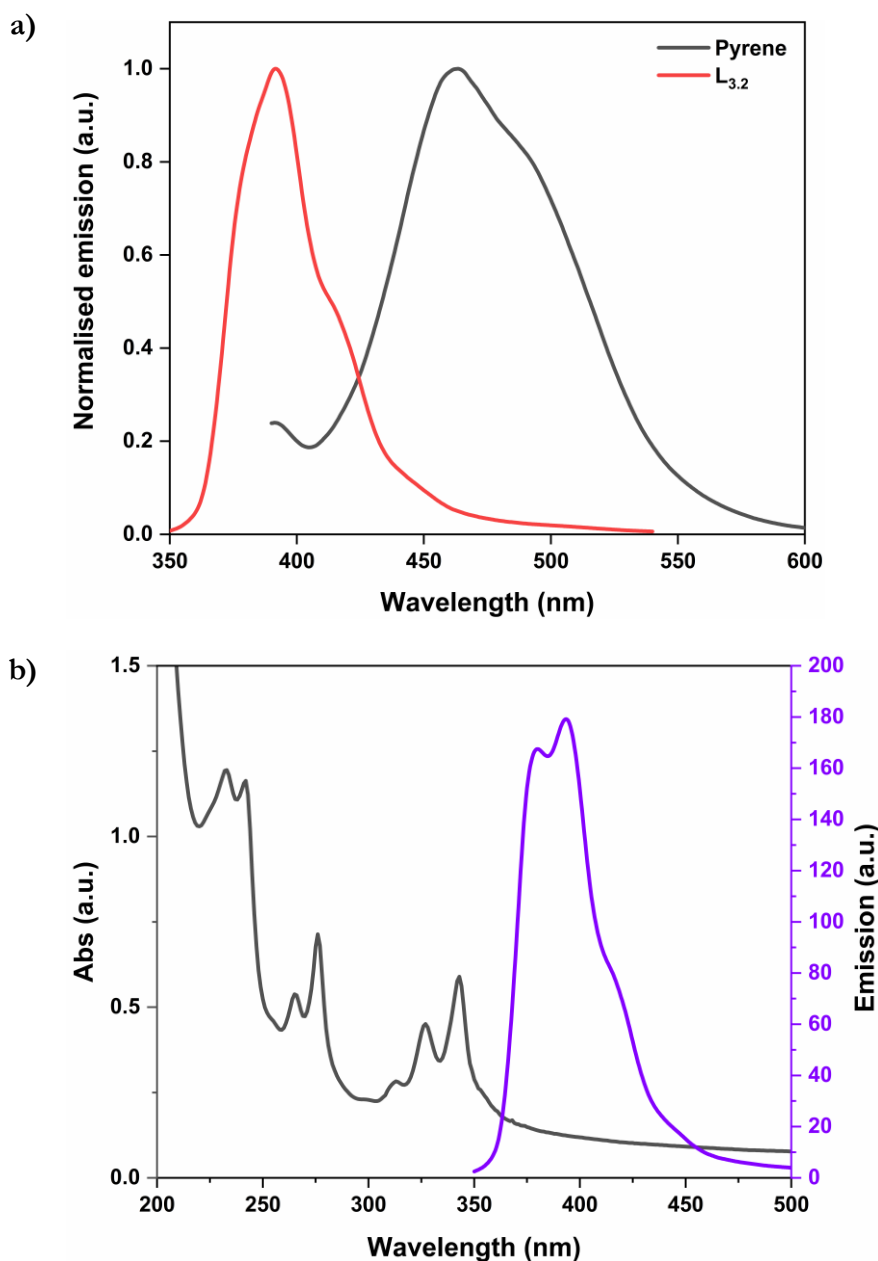 a)
Pyrene
L3.2
1.0
0.8
0.6
0.4
0.2
0.0
Normalised emission (a.u.)
350 400 450 500 550 600
Wavelength (nm)
b)
1.5
1.0
0.5
0.0
Abs (a.u.)
200
180
160
140
120
100
80
60
40
20
0
Emission (a.u.)
200 250 300 350 400 450 500
Wavelength (nm)